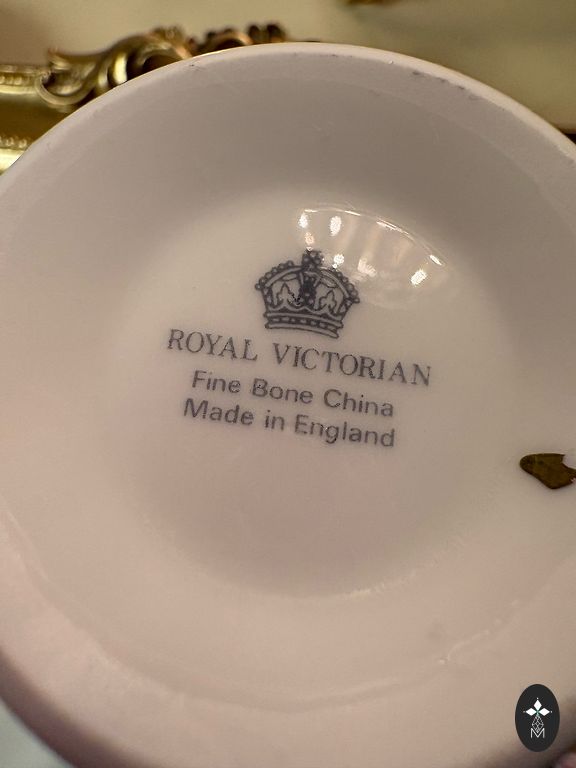 ROYAL VICTORIAN
Fine Bone China
Made in England
M